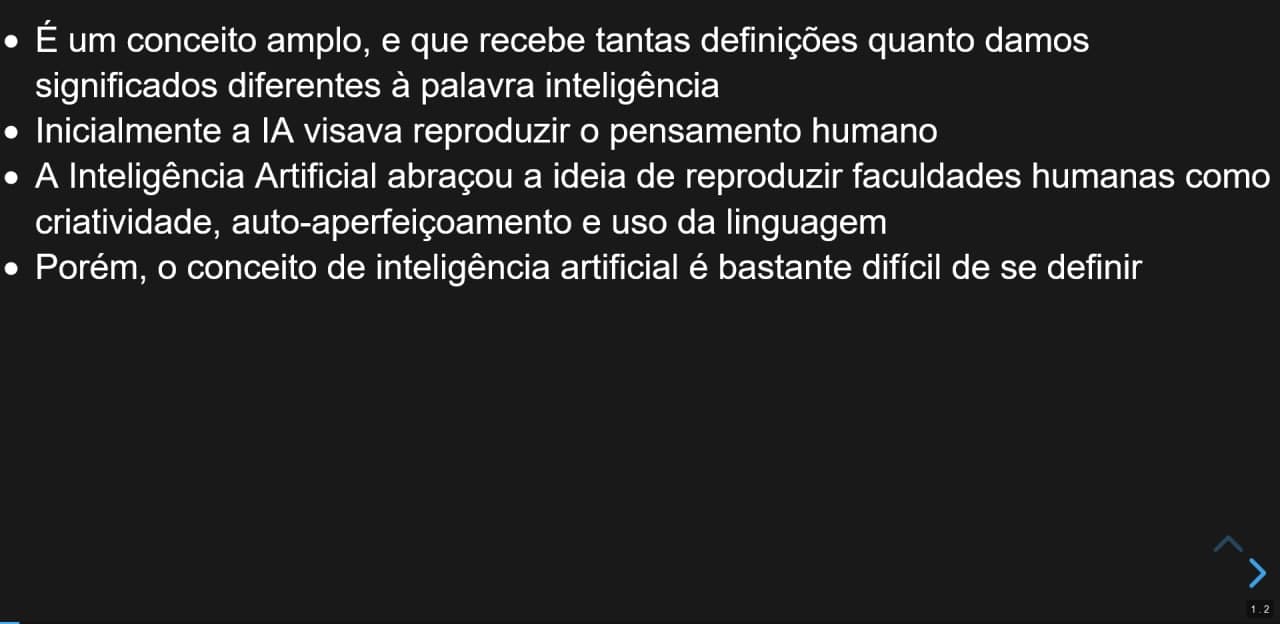 • É um conceito amplo, e que recebe tantas definições quanto damos
significados diferentes à palavra inteligência
• Inicialmente a IA visava reproduzir o pensamento humano
• A Inteligência Artificial abraçou a ideia de reproduzir faculdades humanas como
criatividade, auto-aperfeiçoamento e uso da linguagem
• Porém, o conceito de inteligência artificial é bastante difícil de se definir
1.2